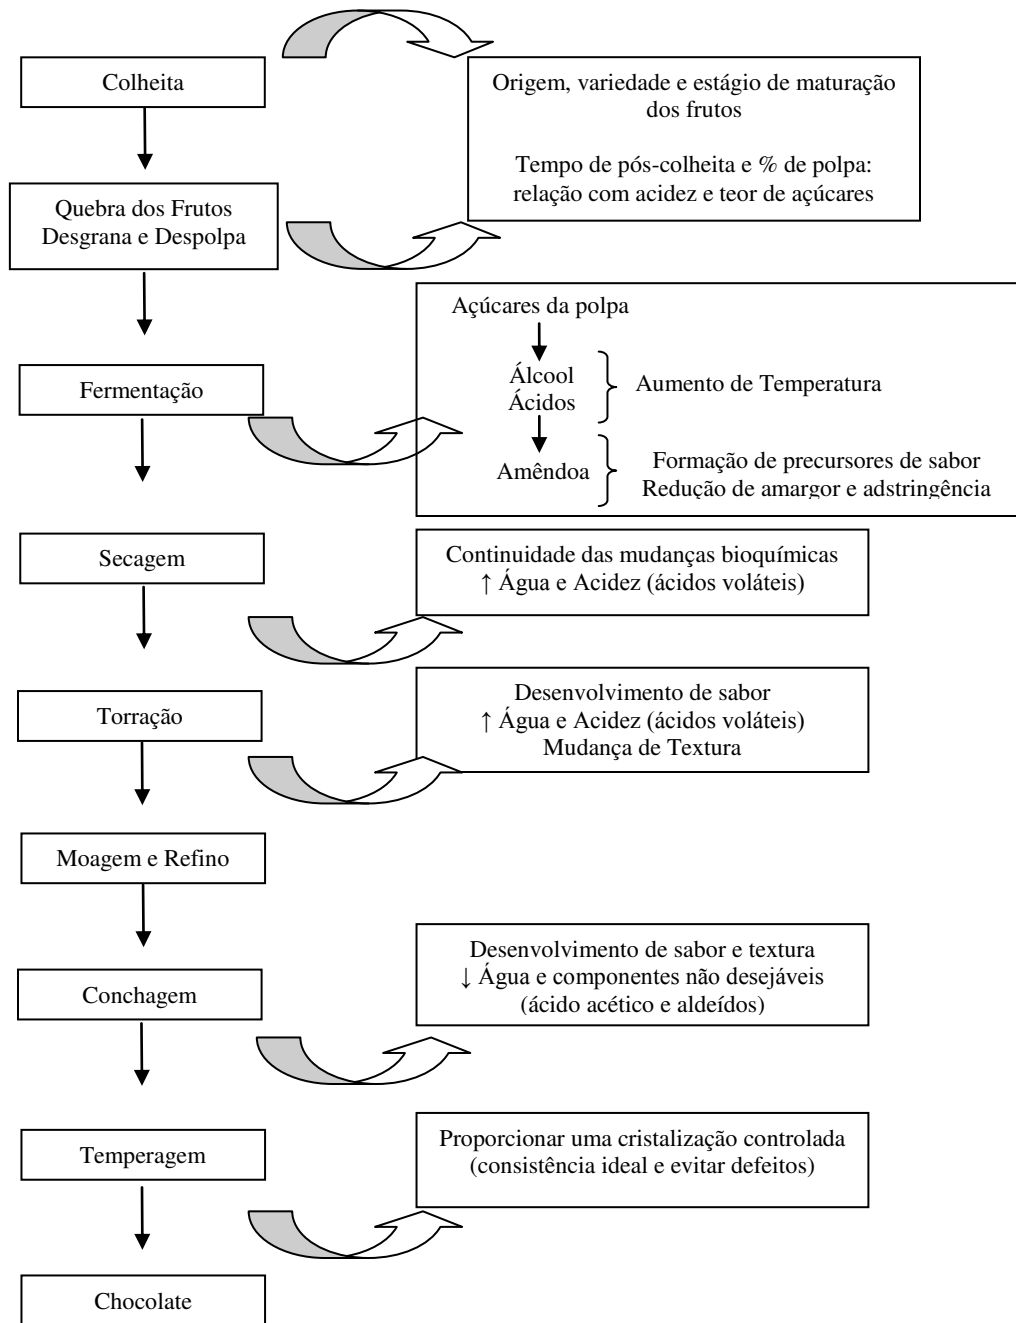 Colheita
Origem, variedade e estágio de maturação
dos frutos
Tempo de pós-colheita e % de polpa:
relação com acidez e teor de açúcares
Quebra dos Frutos
Desgrana e Despolpa
Açúcares da polpa
Álcool
Ácidos
Aumento de Temperatura
Fermentação
Amêndoa
Formação de precursores de sabor
Redução de amargor e adstringência
Secagem
Continuidade das mudanças bioquímicas
↑ Água e Acidez (ácidos voláteis)
Torração
Desenvolvimento de sabor
↑ Água e Acidez (ácidos voláteis)
Mudança de Textura
Moagem e Refino
Conchagem
Desenvolvimento de sabor e textura
↓ Água e componentes não desejáveis
(ácido acético e aldeídos)
Temperagem
Proporcionar uma cristalização controlada
(consistência ideal e evitar defeitos)
Chocolate